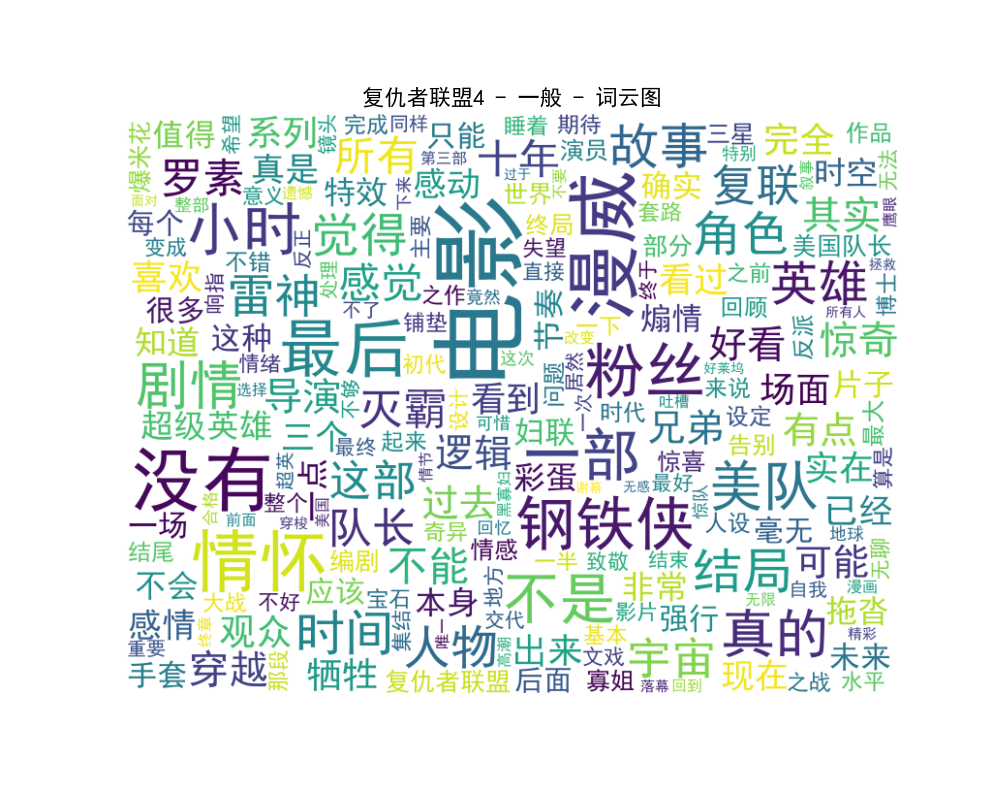 复仇者联盟4 - 一般 - 词云图
爆米花
值得
希望
系列
镜头
完成
同样
只能
睡着
期待
故事
三星
完全
作品
罗素
真是
所有
第三部
十年
演员
特别
叙事
无法
画对
整部
意义
遗憾
特效
下来
感动
过于
世界
不要
确实
复联
时空
每个
小时
反正
觉得
主要
电影
终局
漫威
套路
角色
其实
鹰眼
变成
不错
处理
失望
部分
美国队长
喜欢
响指
雷神
感觉
直接
终于
看过
之前
英雄
拯救
博士
很多
不了
之作
竟然
节奏
一下
煽情
回顾
所有人
知道
这种
最后
铺垫
改变
反派
惊奇
情绪
初代
这次
问题
居然
粉丝
好看
好莱坞
剧情
选择
导演
不够
灭霸
设计
看到
一次
吐槽
来说
场面
片子
超级英雄
三个
可惜
时代
兄弟
设定
有点
最大
最终
起来
逻辑
妇联
一部
告别
没有
超英
一点
这部
情节
彩蛋
惊喜
美队
实在
算是
合格
整个
美国
过去
黑寡妇
谢幕
无感
最好
惊队
已经
一场
前面
穿梭
队长
奇异
回忆
钢铁侠
人设
毫无
地球
结尾
情怀
编剧
不能
情感
一半
致敬
结束
结局
可能
无聊
不会
应该
宝石
本身
地方
不是
非常
自我
漫画
大战
不好
集结
交代
影片
强行
无限
拖沓
感情
终章
观众
时间
人物
唯一
高潮
出来
基本
真的
精彩
重要
文戏
宇宙
未来
手套
穿越
那段
牺牲
复仇者联盟
后面
寡姐
落幕
回到
现在
之战
水平